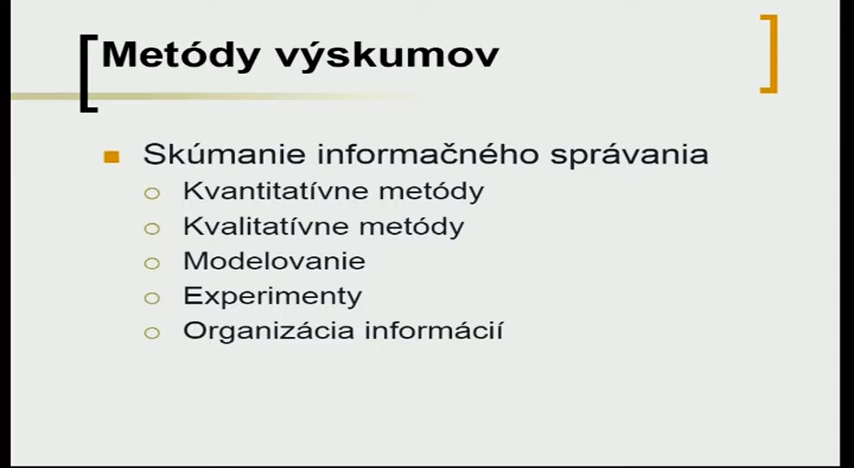 Metódy výskumov
Skúmanie informačného správania
Kvantitatívne metódy
Kvalitatívne metódy
Modelovanie
Experimenty
Organizácia informácií